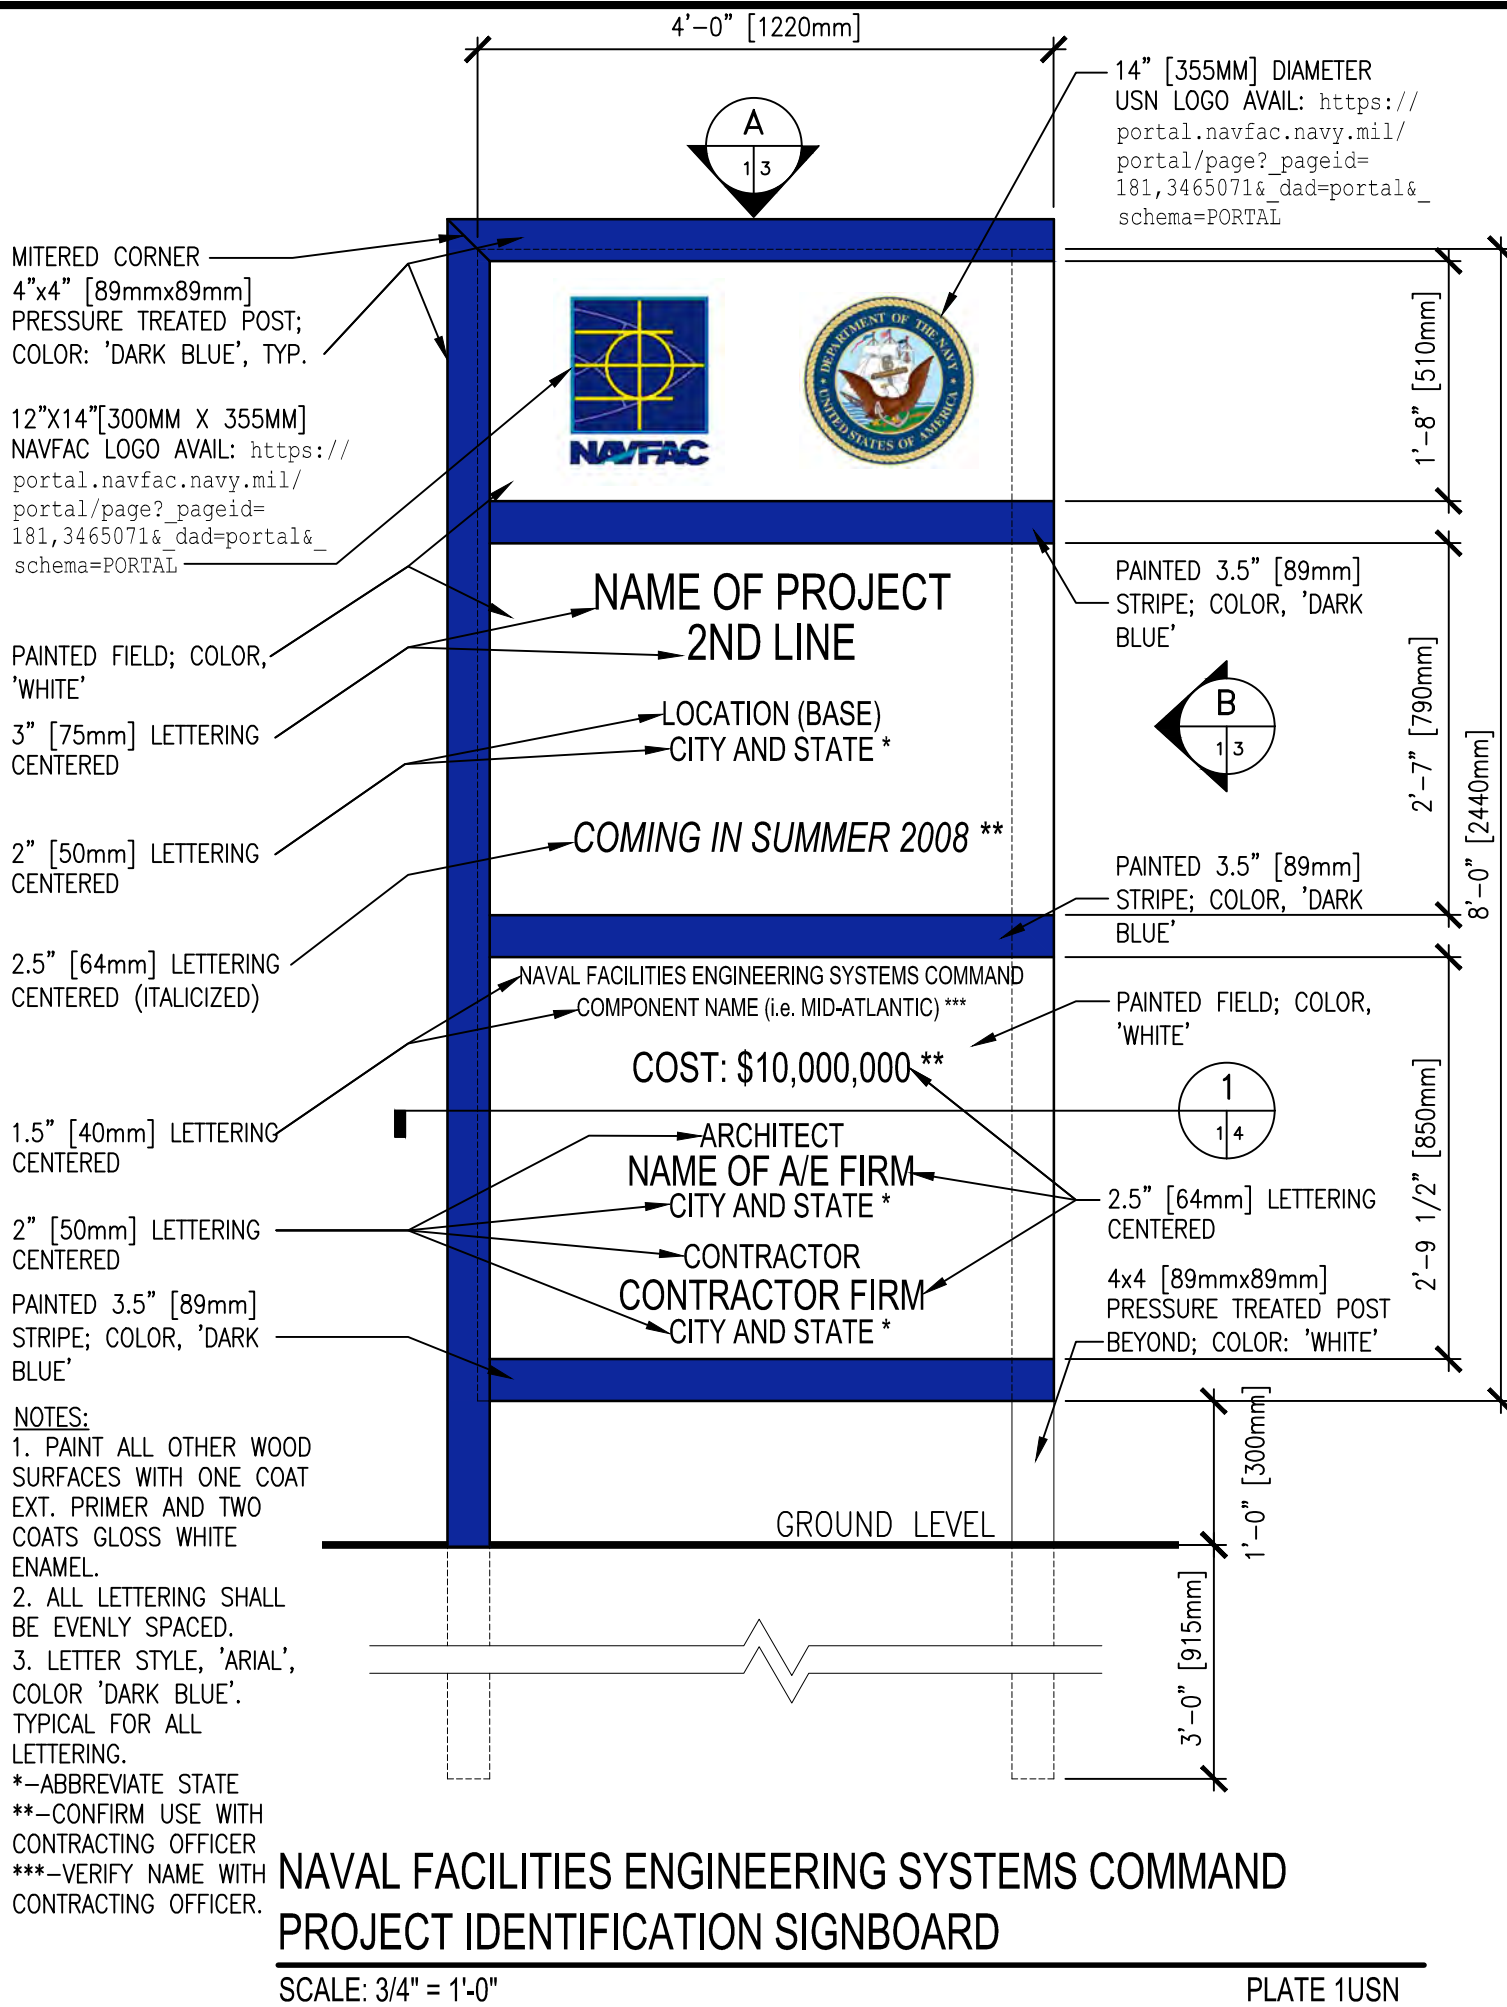 4'-0" [1220mm]
14" [355MM] DIAMETER
USN LOGO AVAIL: https://
portal.navfac.navy.mil/
portal/page?_pageid=
181,3465071&_dad=portal&_
schema=PORTAL
A
1 3
MITERED CORNER
4"x4" [89mmx89mm]
PRESSURE TREATED POST;
COLOR: 'DARK BLUE', TYP.
12"X14"[300MM X 355MM]
NAVFAC LOGO AVAIL: https://
portal.navfac.navy.mil/
portal/page?_pageid=
181,3465071&_dad=portal&_
schema=PORTAL
NAVFAC
DEPARTMENT OF THE NAVY
UNITED STATES OF AMERICA
1'-8" [510mm]
PAINTED FIELD; COLOR,
'WHITE'
3" [75mm] LETTERING
CENTERED
2" [50mm] LETTERING
CENTERED
2.5" [64mm] LETTERING
CENTERED (ITALICIZED)
1.5" [40mm] LETTERING
CENTERED
2" [50mm] LETTERING
CENTERED
PAINTED 3.5" [89mm]
STRIPE; COLOR, 'DARK
BLUE'
NAME OF PROJECT
2ND LINE
LOCATION (BASE)
CITY AND STATE *
COMING IN SUMMER 2008 **
NAVAL FACILITIES ENGINEERING SYSTEMS COMMAND
COMPONENT NAME (i.e. MID-ATLANTIC) ***
COST: $10,000,000 **
ARCHITECT
NAME OF A/E FIRM
CITY AND STATE *
CONTRACTOR
CONTRACTOR FIRM
CITY AND STATE *
PAINTED 3.5" [89mm]
STRIPE; COLOR, 'DARK
BLUE'
B
1 3
2'-7" [790mm]
8'-0" [2440mm]
PAINTED 3.5" [89mm]
STRIPE; COLOR, 'DARK
BLUE'
PAINTED FIELD; COLOR,
'WHITE'
1
1 4
2.5" [64mm] LETTERING
CENTERED
2'-9 1/2" [850mm]
4x4 [89mmx89mm]
PRESSURE TREATED POST
BEYOND; COLOR: 'WHITE'
1'-0" [300mm]
GROUND LEVEL
3'-0" [915mm]
NOTES:
1. PAINT ALL OTHER WOOD
SURFACES WITH ONE COAT
EXT. PRIMER AND TWO
COATS GLOSS WHITE
ENAMEL.
2. ALL LETTERING SHALL
BE EVENLY SPACED.
3. LETTER STYLE, 'ARIAL',
COLOR 'DARK BLUE'.
TYPICAL FOR ALL
LETTERING.
*-ABBREVIATE STATE
**-CONFIRM USE WITH
CONTRACTING OFFICER
***-VERIFY NAME WITH
CONTRACTING OFFICER.
NAVAL FACILITIES ENGINEERING SYSTEMS COMMAND
PROJECT IDENTIFICATION SIGNBOARD
SCALE: 3/4" = 1'-0"
PLATE 1USN